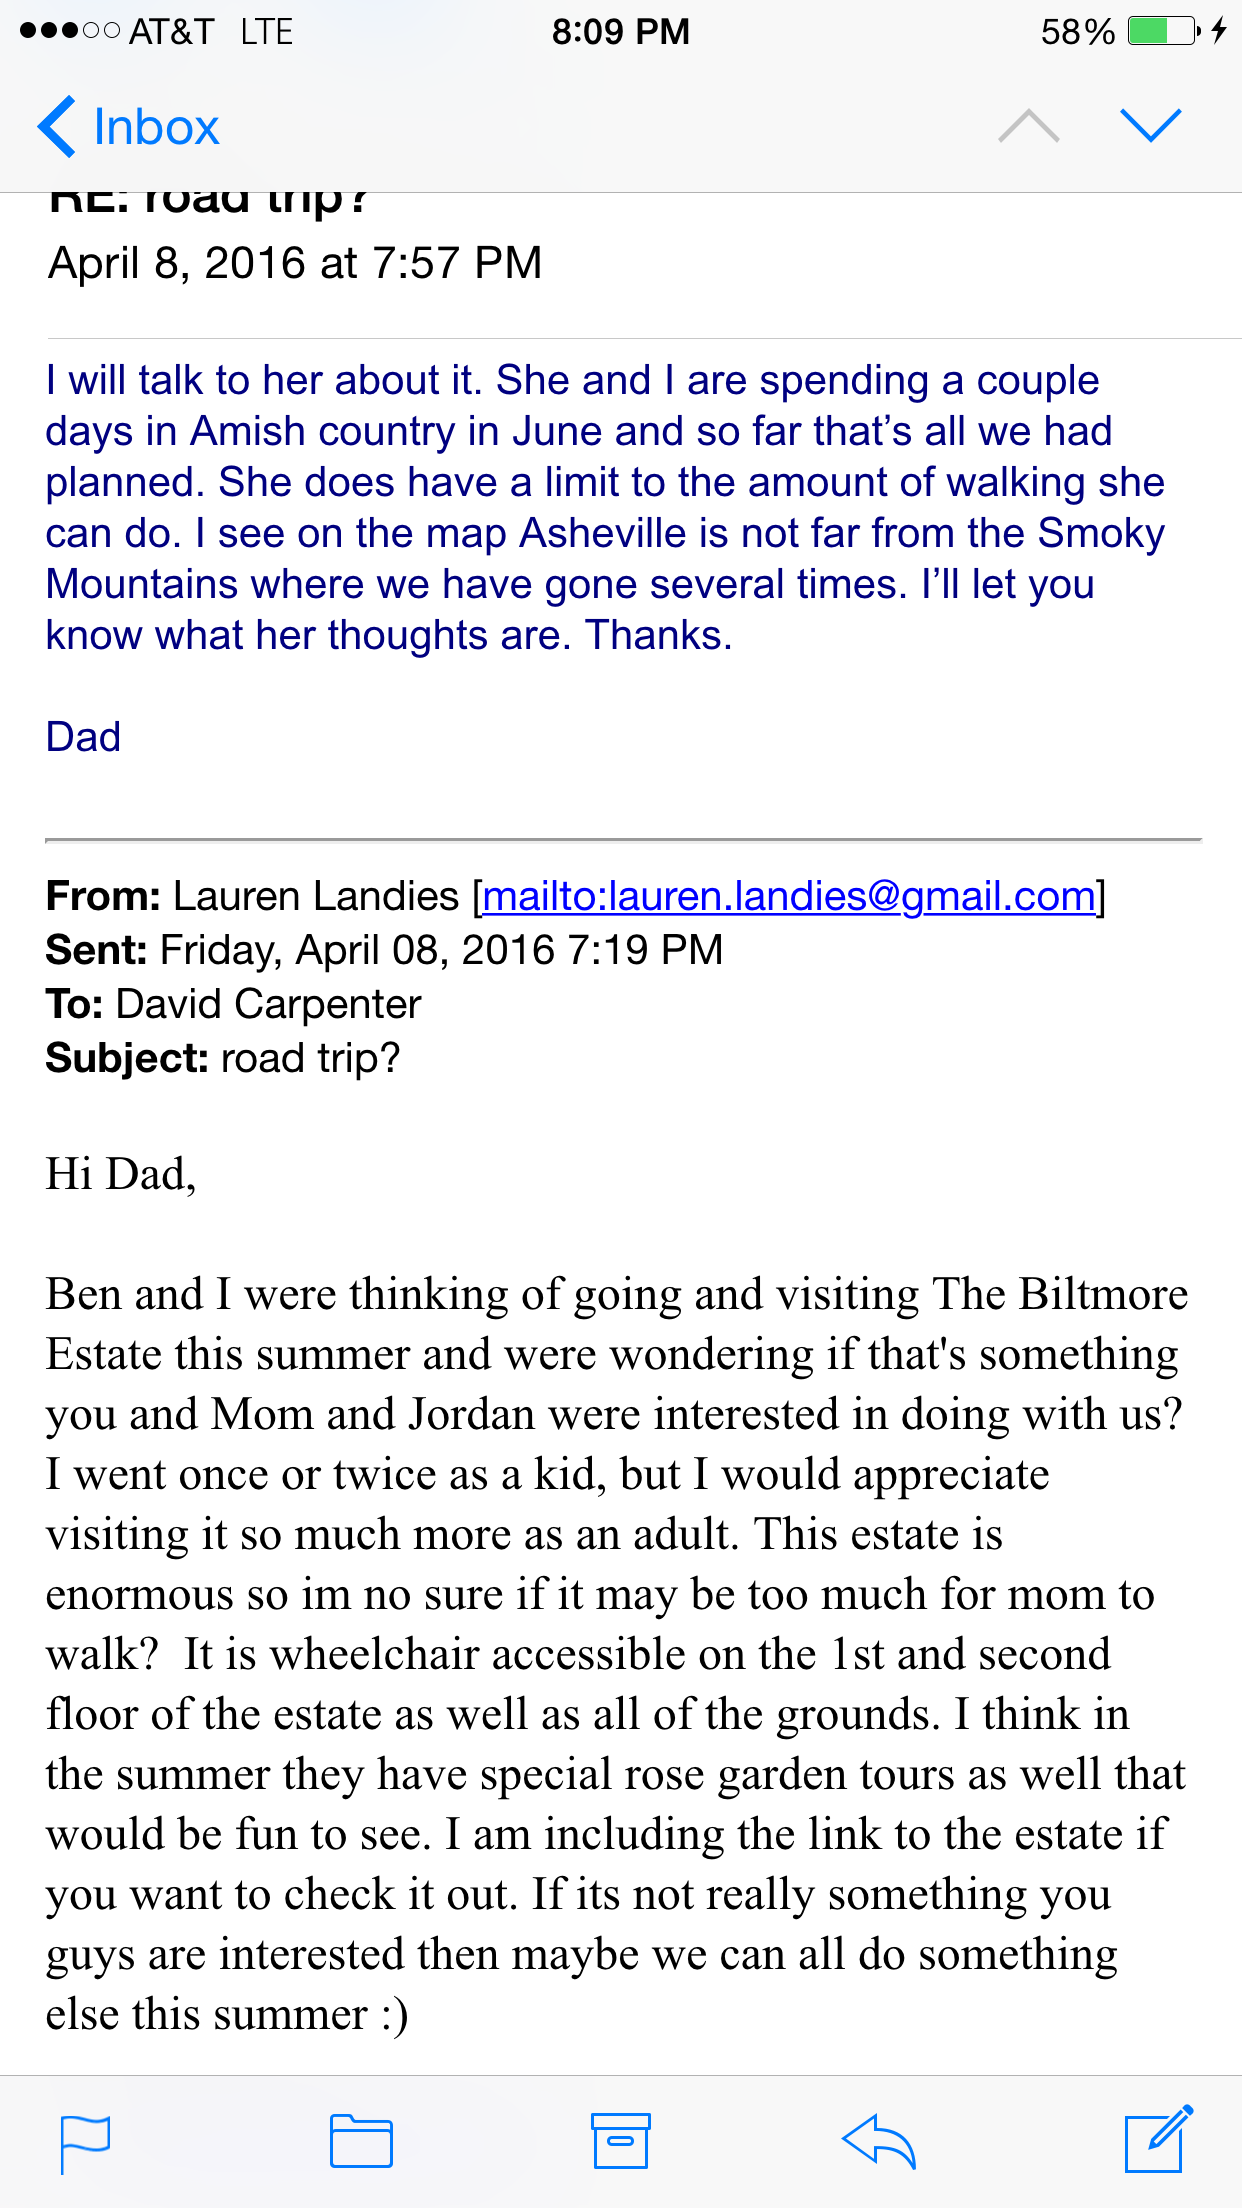 AT&T LTE 8:09 PM 58%
Inbox
RE: road trip?
April 8, 2016 at 7:57 PM
I will talk to her about it. She and I are spending a couple
days in Amish country in June and so far that’s all we had
planned. She does have a limit to the amount of walking she
can do. I see on the map Asheville is not far from the Smoky
Mountains where we have gone several times. I’ll let you
know what her thoughts are. Thanks.
Dad
From: Lauren Landies [mailto:lauren.landies@gmail.com]
Sent: Friday, April 08, 2016 7:19 PM
To: David Carpenter
Subject: road trip?
Hi Dad,
Ben and I were thinking of going and visiting The Biltmore
Estate this summer and were wondering if that's something
you and Mom and Jordan were interested in doing with us?
I went once or twice as a kid, but I would appreciate
visiting it so much more as an adult. This estate is
enormous so im no sure if it may be too much for mom to
walk?  It is wheelchair accessible on the 1st and second
floor of the estate as well as all of the grounds. I think in
the summer they have special rose garden tours as well that
would be fun to see. I am including the link to the estate if
you want to check it out. If its not really something you
guys are interested then maybe we can all do something
else this summer :)